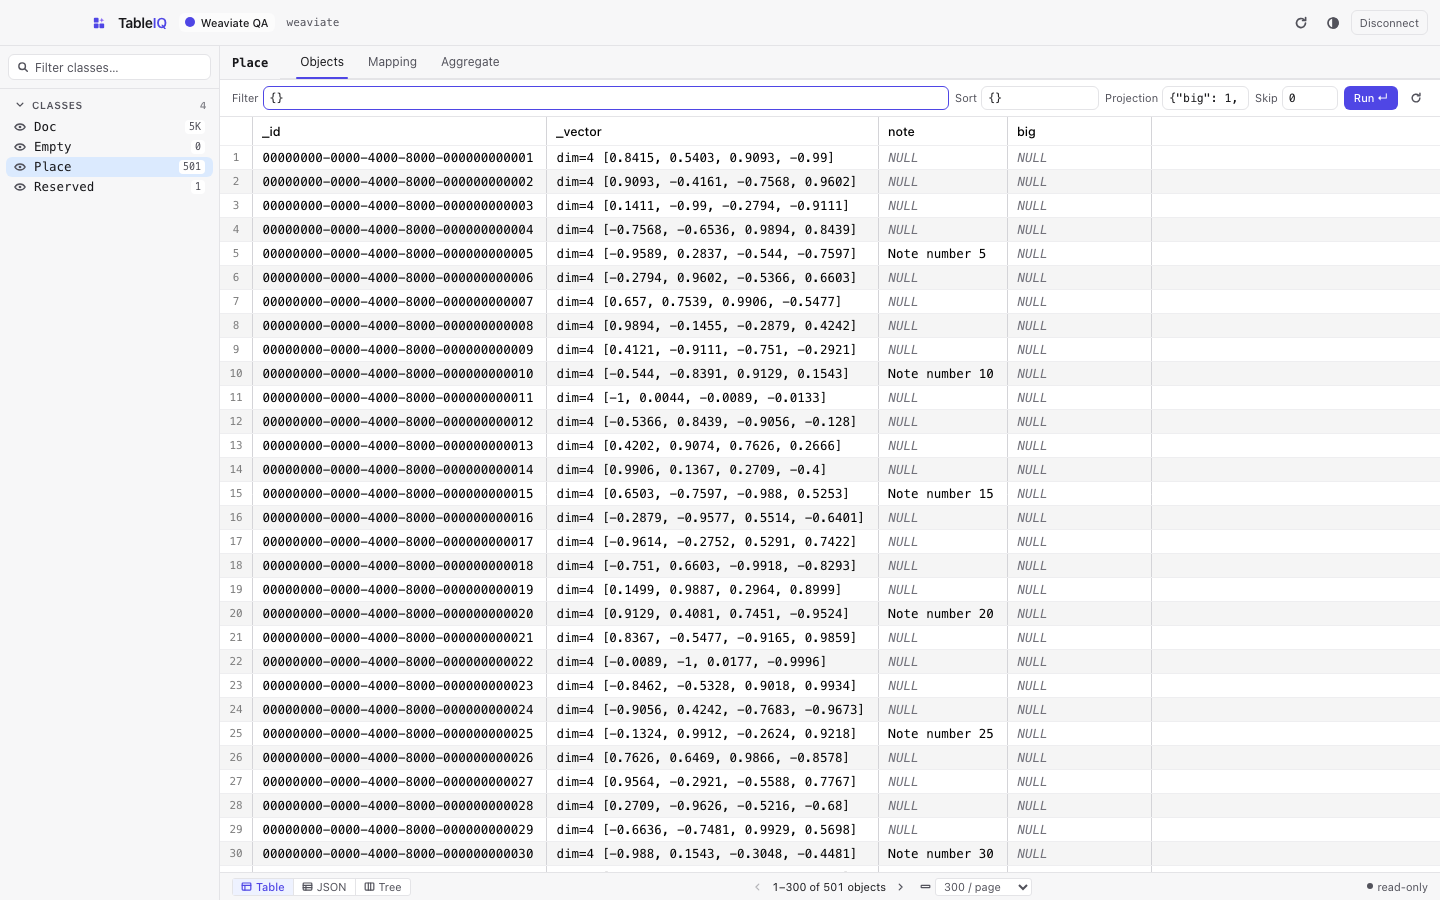 TableIQ Weaviate QA weaviate Disconnect
Filter classes...
CLASSES 4
Doc 5K
Empty 0
Place 501
Reserved 1
Place Objects Mapping Aggregate
Filter {} Sort {} Projection {"big": 1, Skip 0 Run ↵
_id _vector note big
1 00000000-0000-4000-8000-000000000001 dim=4 [0.8415, 0.5403, 0.9093, -0.99] NULL NULL
2 00000000-0000-4000-8000-000000000002 dim=4 [0.9093, -0.4161, -0.7568, 0.9602] NULL NULL
3 00000000-0000-4000-8000-000000000003 dim=4 [0.1411, -0.99, -0.2794, -0.9111] NULL NULL
4 00000000-0000-4000-8000-000000000004 dim=4 [-0.7568, -0.6536, 0.9894, 0.8439] NULL NULL
5 00000000-0000-4000-8000-000000000005 dim=4 [-0.9589, 0.2837, -0.544, -0.7597] Note number 5 NULL
6 00000000-0000-4000-8000-000000000006 dim=4 [-0.2794, 0.9602, -0.5366, 0.6603] NULL NULL
7 00000000-0000-4000-8000-000000000007 dim=4 [0.657, 0.7539, 0.9906, -0.5477] NULL NULL
8 00000000-0000-4000-8000-000000000008 dim=4 [0.9894, -0.1455, -0.2879, 0.4242] NULL NULL
9 00000000-0000-4000-8000-000000000009 dim=4 [0.4121, -0.9111, -0.751, -0.2921] NULL NULL
10 00000000-0000-4000-8000-000000000010 dim=4 [-0.544, -0.8391, 0.9129, 0.1543] Note number 10 NULL
11 00000000-0000-4000-8000-000000000011 dim=4 [-1, 0.0044, -0.0089, -0.0133] NULL NULL
12 00000000-0000-4000-8000-000000000012 dim=4 [-0.5366, 0.8439, -0.9056, -0.128] NULL NULL
13 00000000-0000-4000-8000-000000000013 dim=4 [0.4202, 0.9074, 0.7626, 0.2666] NULL NULL
14 00000000-0000-4000-8000-000000000014 dim=4 [0.9906, 0.1367, 0.2709, -0.4] NULL NULL
15 00000000-0000-4000-8000-000000000015 dim=4 [0.6503, -0.7597, -0.988, 0.5253] Note number 15 NULL
16 00000000-0000-4000-8000-000000000016 dim=4 [-0.2879, -0.9577, 0.5514, -0.6401] NULL NULL
17 00000000-0000-4000-8000-000000000017 dim=4 [-0.9614, -0.2752, 0.5291, 0.7422] NULL NULL
18 00000000-0000-4000-8000-000000000018 dim=4 [-0.751, 0.6603, -0.9918, -0.8293] NULL NULL
19 00000000-0000-4000-8000-000000000019 dim=4 [0.1499, 0.9887, 0.2964, 0.8999] NULL NULL
20 00000000-0000-4000-8000-000000000020 dim=4 [0.9129, 0.4081, 0.7451, -0.9524] Note number 20 NULL
21 00000000-0000-4000-8000-000000000021 dim=4 [0.8367, -0.5477, -0.9165, 0.9859] NULL NULL
22 00000000-0000-4000-8000-000000000022 dim=4 [-0.0089, -1, 0.0177, -0.9996] NULL NULL
23 00000000-0000-4000-8000-000000000023 dim=4 [-0.8462, -0.5328, 0.9018, 0.9934] NULL NULL
24 00000000-0000-4000-8000-000000000024 dim=4 [-0.9056, 0.4242, -0.7683, -0.9673] NULL NULL
25 00000000-0000-4000-8000-000000000025 dim=4 [-0.1324, 0.9912, -0.2624, 0.9218] Note number 25 NULL
26 00000000-0000-4000-8000-000000000026 dim=4 [0.7626, 0.6469, 0.9866, -0.8578] NULL NULL
27 00000000-0000-4000-8000-000000000027 dim=4 [0.9564, -0.2921, -0.5588, 0.7767] NULL NULL
28 00000000-0000-4000-8000-000000000028 dim=4 [0.2709, -0.9626, -0.5216, -0.68] NULL NULL
29 00000000-0000-4000-8000-000000000029 dim=4 [-0.6636, -0.7481, 0.9929, 0.5698] NULL NULL
30 00000000-0000-4000-8000-000000000030 dim=4 [-0.988, 0.1543, -0.3048, -0.4481] Note number 30 NULL
Table JSON Tree 1–300 of 501 objects 300 / page read-only